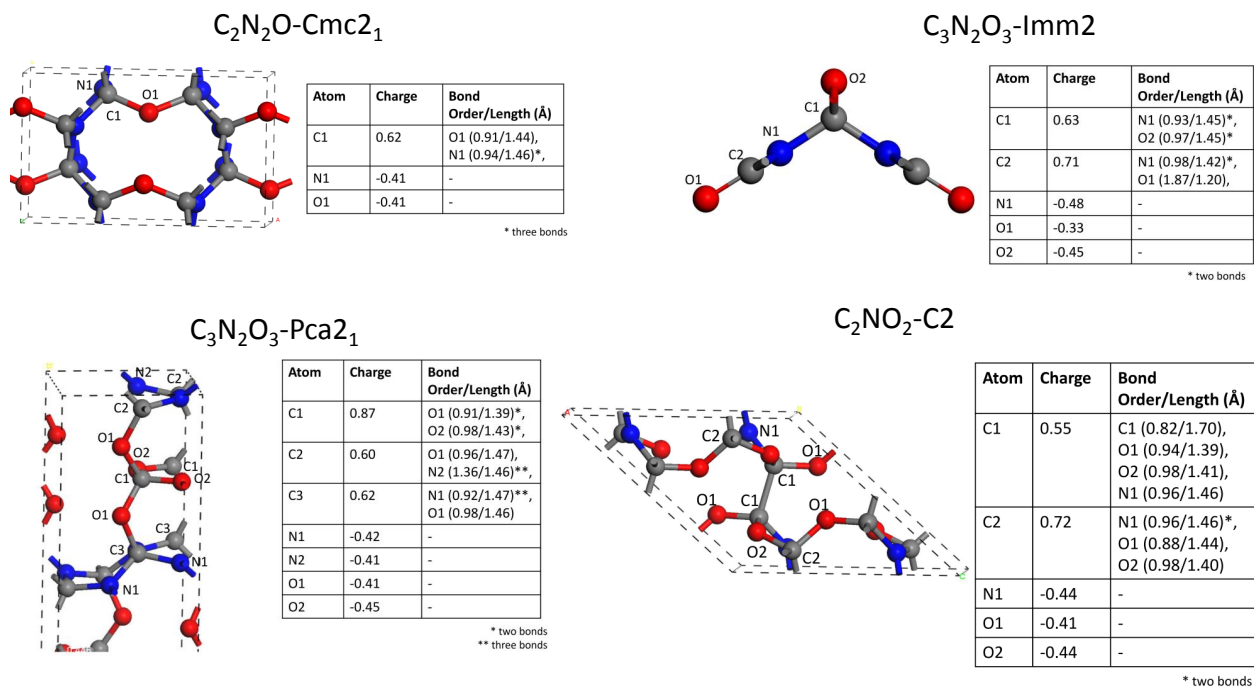 C₂N₂O-Cmc2₁
N1
O1
C1
Atom Charge Bond Order/Length (Å)
C1 0.62 O1 (0.91/1.44),
N1 (0.94/1.46)*,
N1 -0.41 -
O1 -0.41 -
* three bonds
C₃N₂O₃-Imm2
O2
C1
N1
C2
O1
Atom Charge Bond
Order/Length (Å)
C1 0.63 N1 (0.93/1.45)*,
O2 (0.97/1.45)*
C2 0.71 N1 (0.98/1.42)*,
O1 (1.87/1.20),
N1 -0.48 -
O1 -0.33 -
O2 -0.45 -
* two bonds
C₃N₂O₃-Pca2₁
N2
C2
C2
O1
O2
C1
C1
O2
O1
C3
C3
N1
N1
Atom Charge Bond
Order/Length (Å)
C1 0.87 O1 (0.91/1.39)*,
O2 (0.98/1.43)*,
C2 0.60 O1 (0.96/1.47),
N2 (1.36/1.46)**,
C3 0.62 N1 (0.92/1.47)**,
O1 (0.98/1.46)
N1 -0.42 -
N2 -0.41 -
O1 -0.41 -
O2 -0.45 -
* two bonds
** three bonds
C₂NO₂-C2
C2
N1
O1
C1
O1
C1
O1
O2
C2
Atom Charge Bond
Order/Length (Å)
C1 0.55 C1 (0.82/1.70),
O1 (0.94/1.39),
O2 (0.98/1.41),
N1 (0.96/1.46)
C2 0.72 N1 (0.96/1.46)*,
O1 (0.88/1.44),
O2 (0.98/1.40)
N1 -0.44 -
O1 -0.41 -
O2 -0.44 -
* two bonds